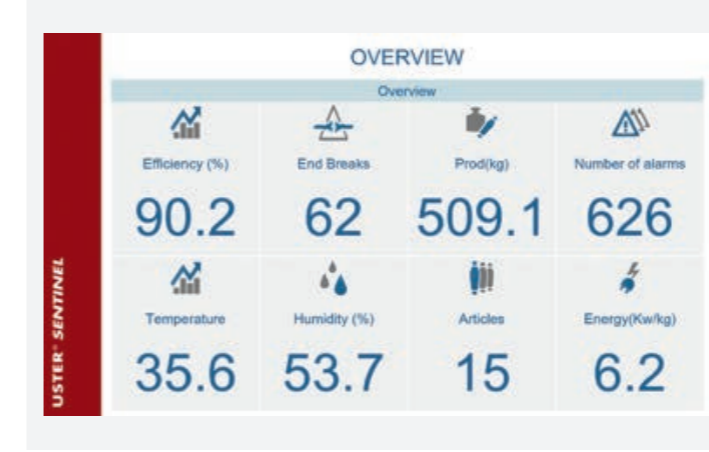 OVERVIEW
Overview
Efficiency (%)
End Breaks
Prod(kg)
Number of alarms
90.2
62
509.1
626
Temperature
Humidity (%)
Articles
Energy(Kw/kg)
35.6
53.7
15
6.2
USTER® SENTINEL